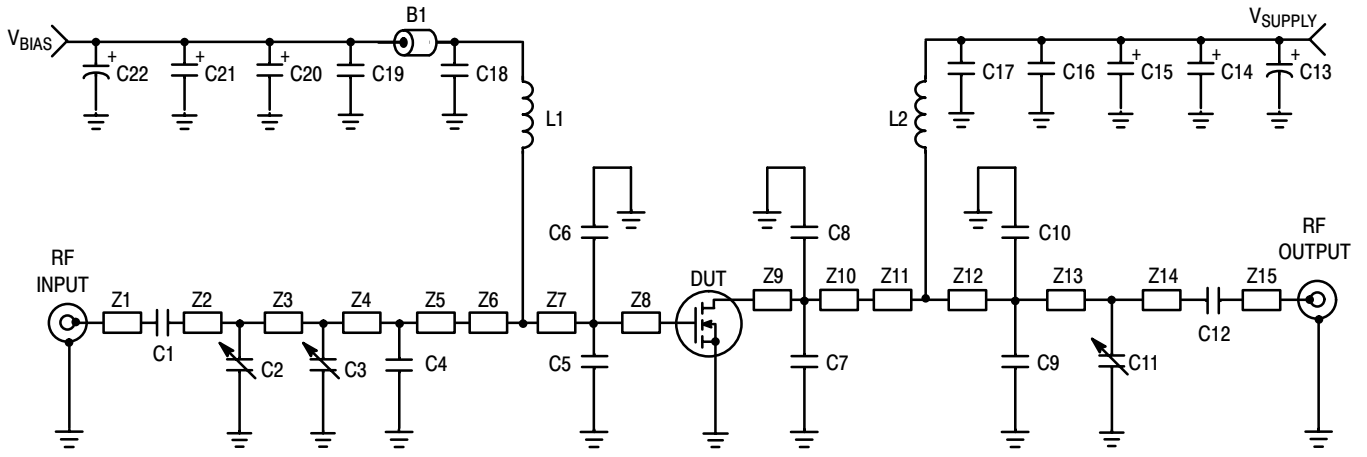 B1
V_BIAS
V_SUPPLY
+ C22
+ C21
+ C20
C19
C18
C17
C16
+ C15
+ C14
+ C13
L1
L2
C6
C8
C10
RF INPUT
RF OUTPUT
DUT
Z1
Z2
Z3
Z4
Z5
Z6
Z7
Z8
Z9
Z10
Z11
Z12
Z13
Z14
Z15
C1
C2
C3
C4
C5
C7
C9
C11
C12